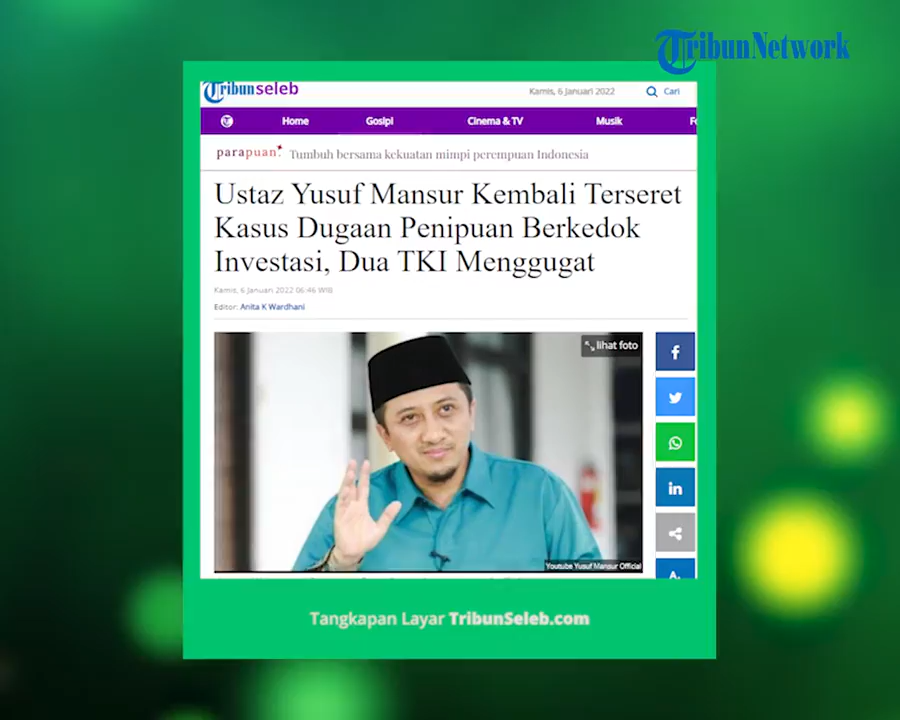 TribunNetwork
Tribunseleb
Kamis, 6 Januari 2022
Cari
Home
Gosipl
Cinema & TV
Musik
parapuan.
Tumbuh bersama kekuatan mimpi perempuan Indonesia
Ustaz Yusuf Mansur Kembali Terseret
Kasus Dugaan Penipuan Berkedok
Investasi, Dua TKI Menggugat
Kamis, 6 Januari 2022 06:46 WIB
Editor: Anita K Wardhani
lihat foto
Youtube Yusuf Mansur Official
Tangkapan Layar TribunSeleb.com